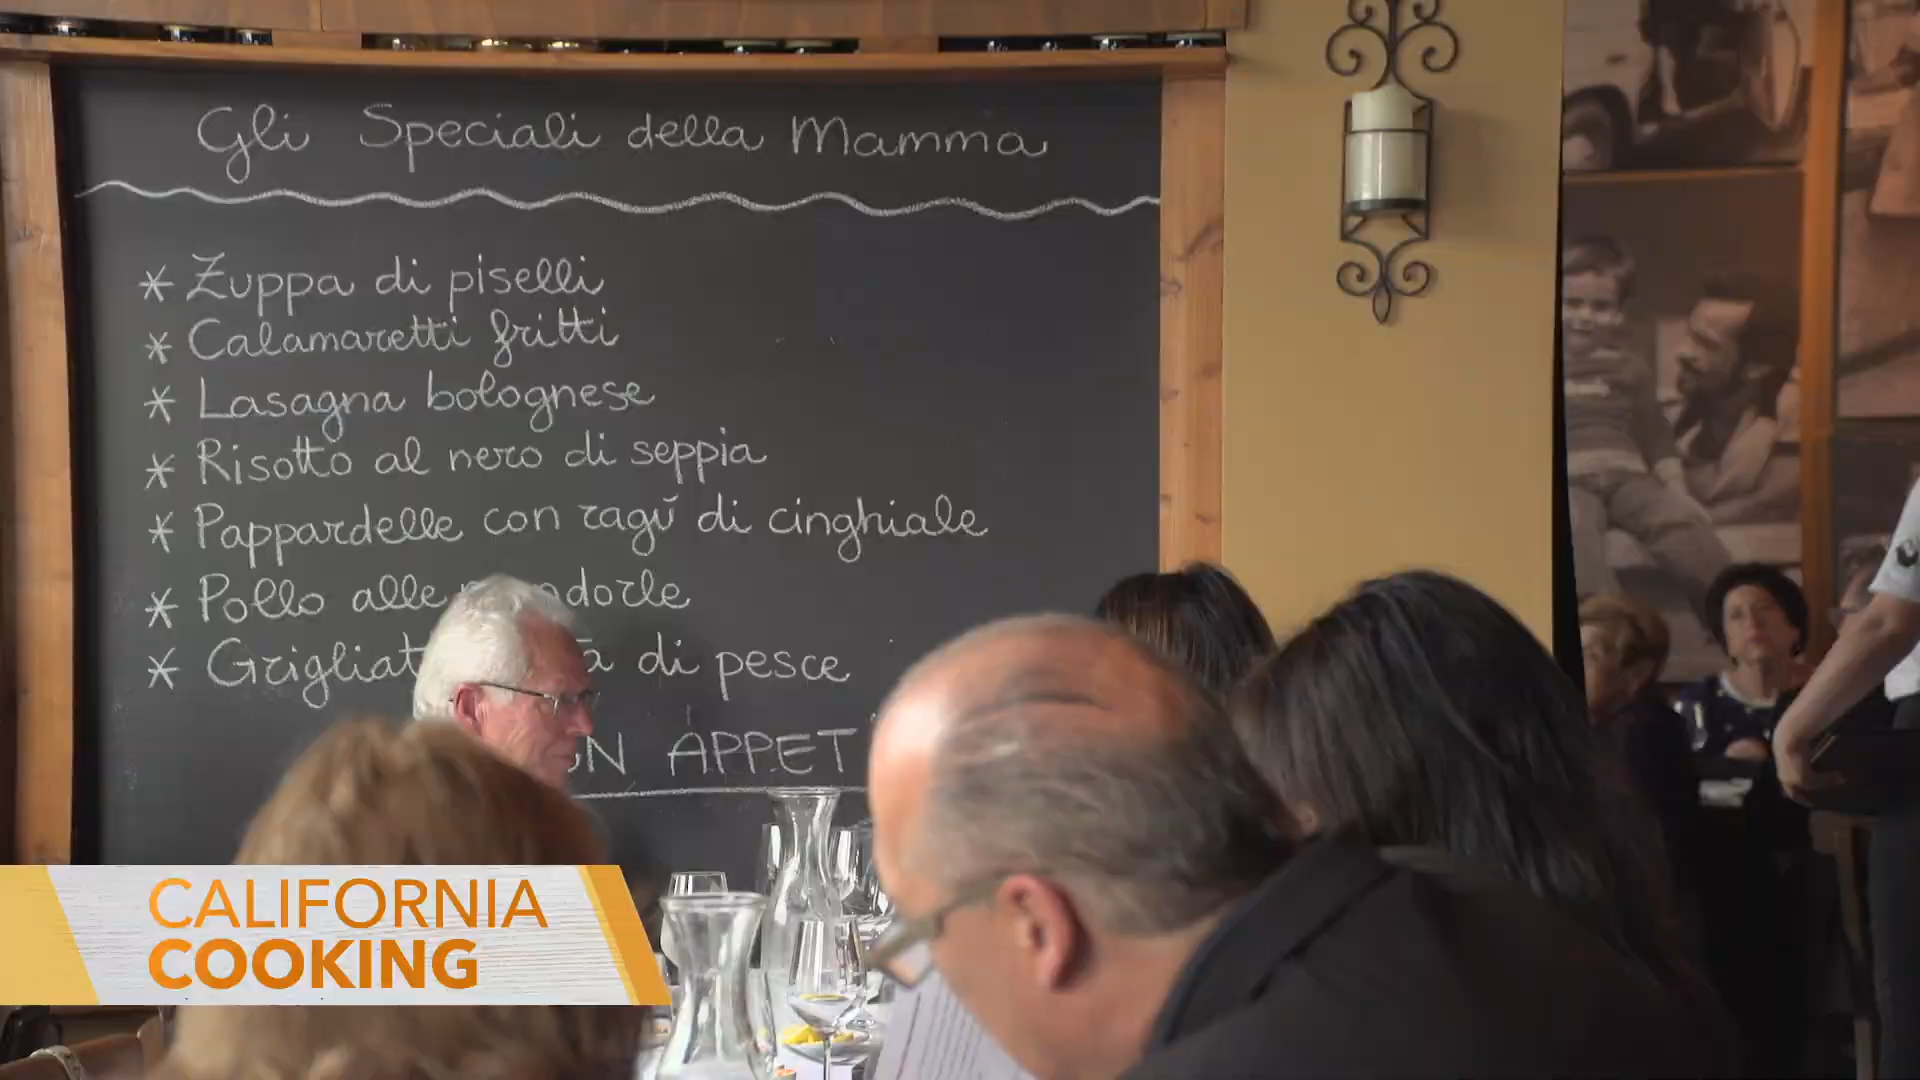 Gli Speciali della Mamma
* Zuppa di piselli
* Calamaretti fritti
* Lasagna bolognese
* Risotto al nero di seppia
* Pappardelle con ragú di cinghiale
* Pollo alle
* di pesce
APPET
CALIFORNIA
COOKING